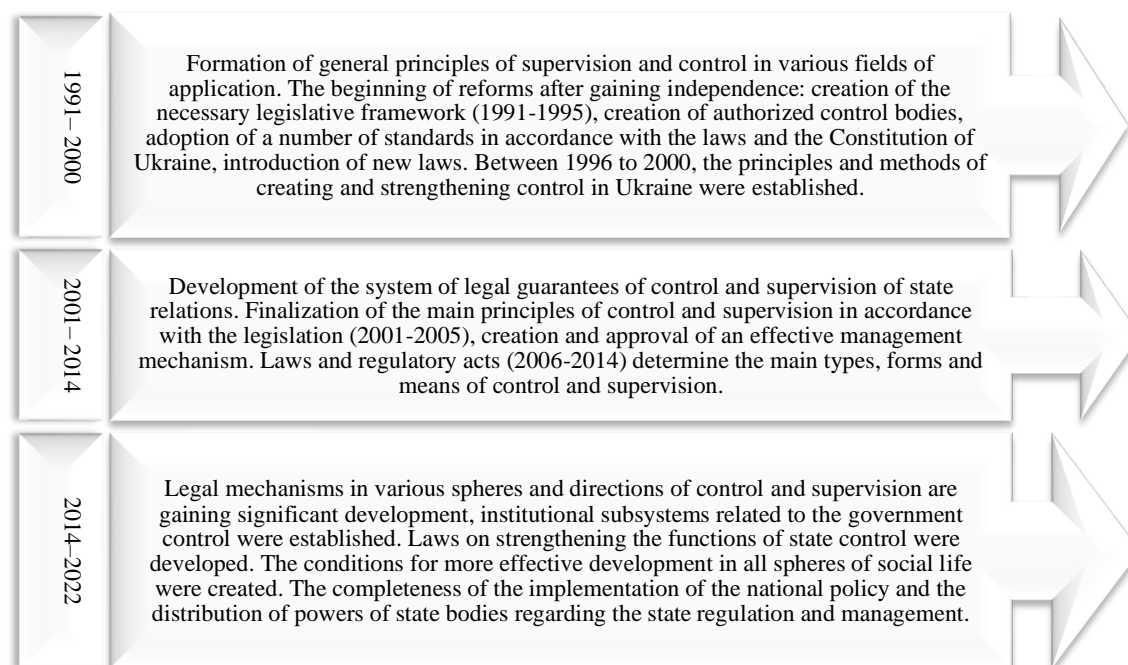 1991– 2000
Formation of general principles of supervision and control in various fields of
application. The beginning of reforms after gaining independence: creation of the
necessary legislative framework (1991-1995), creation of authorized control bodies,
adoption of a number of standards in accordance with the laws and the Constitution of
Ukraine, introduction of new laws. Between 1996 to 2000, the principles and methods of
creating and strengthening control in Ukraine were established.
2001–2014
Development of the system of legal guarantees of control and supervision of state
relations. Finalization of the main principles of control and supervision in accordance
with the legislation (2001-2005), creation and approval of an effective management
mechanism. Laws and regulatory acts (2006-2014) determine the main types, forms and
means of control and supervision.
2014–2022
Legal mechanisms in various spheres and directions of control and supervision are
gaining significant development, institutional subsystems related to the government
control were established. Laws on strengthening the functions of state control were
developed. The conditions for more effective development in all spheres of social life
were created. The completeness of the implementation of the national policy and the
distribution of powers of state bodies regarding the state regulation and management.